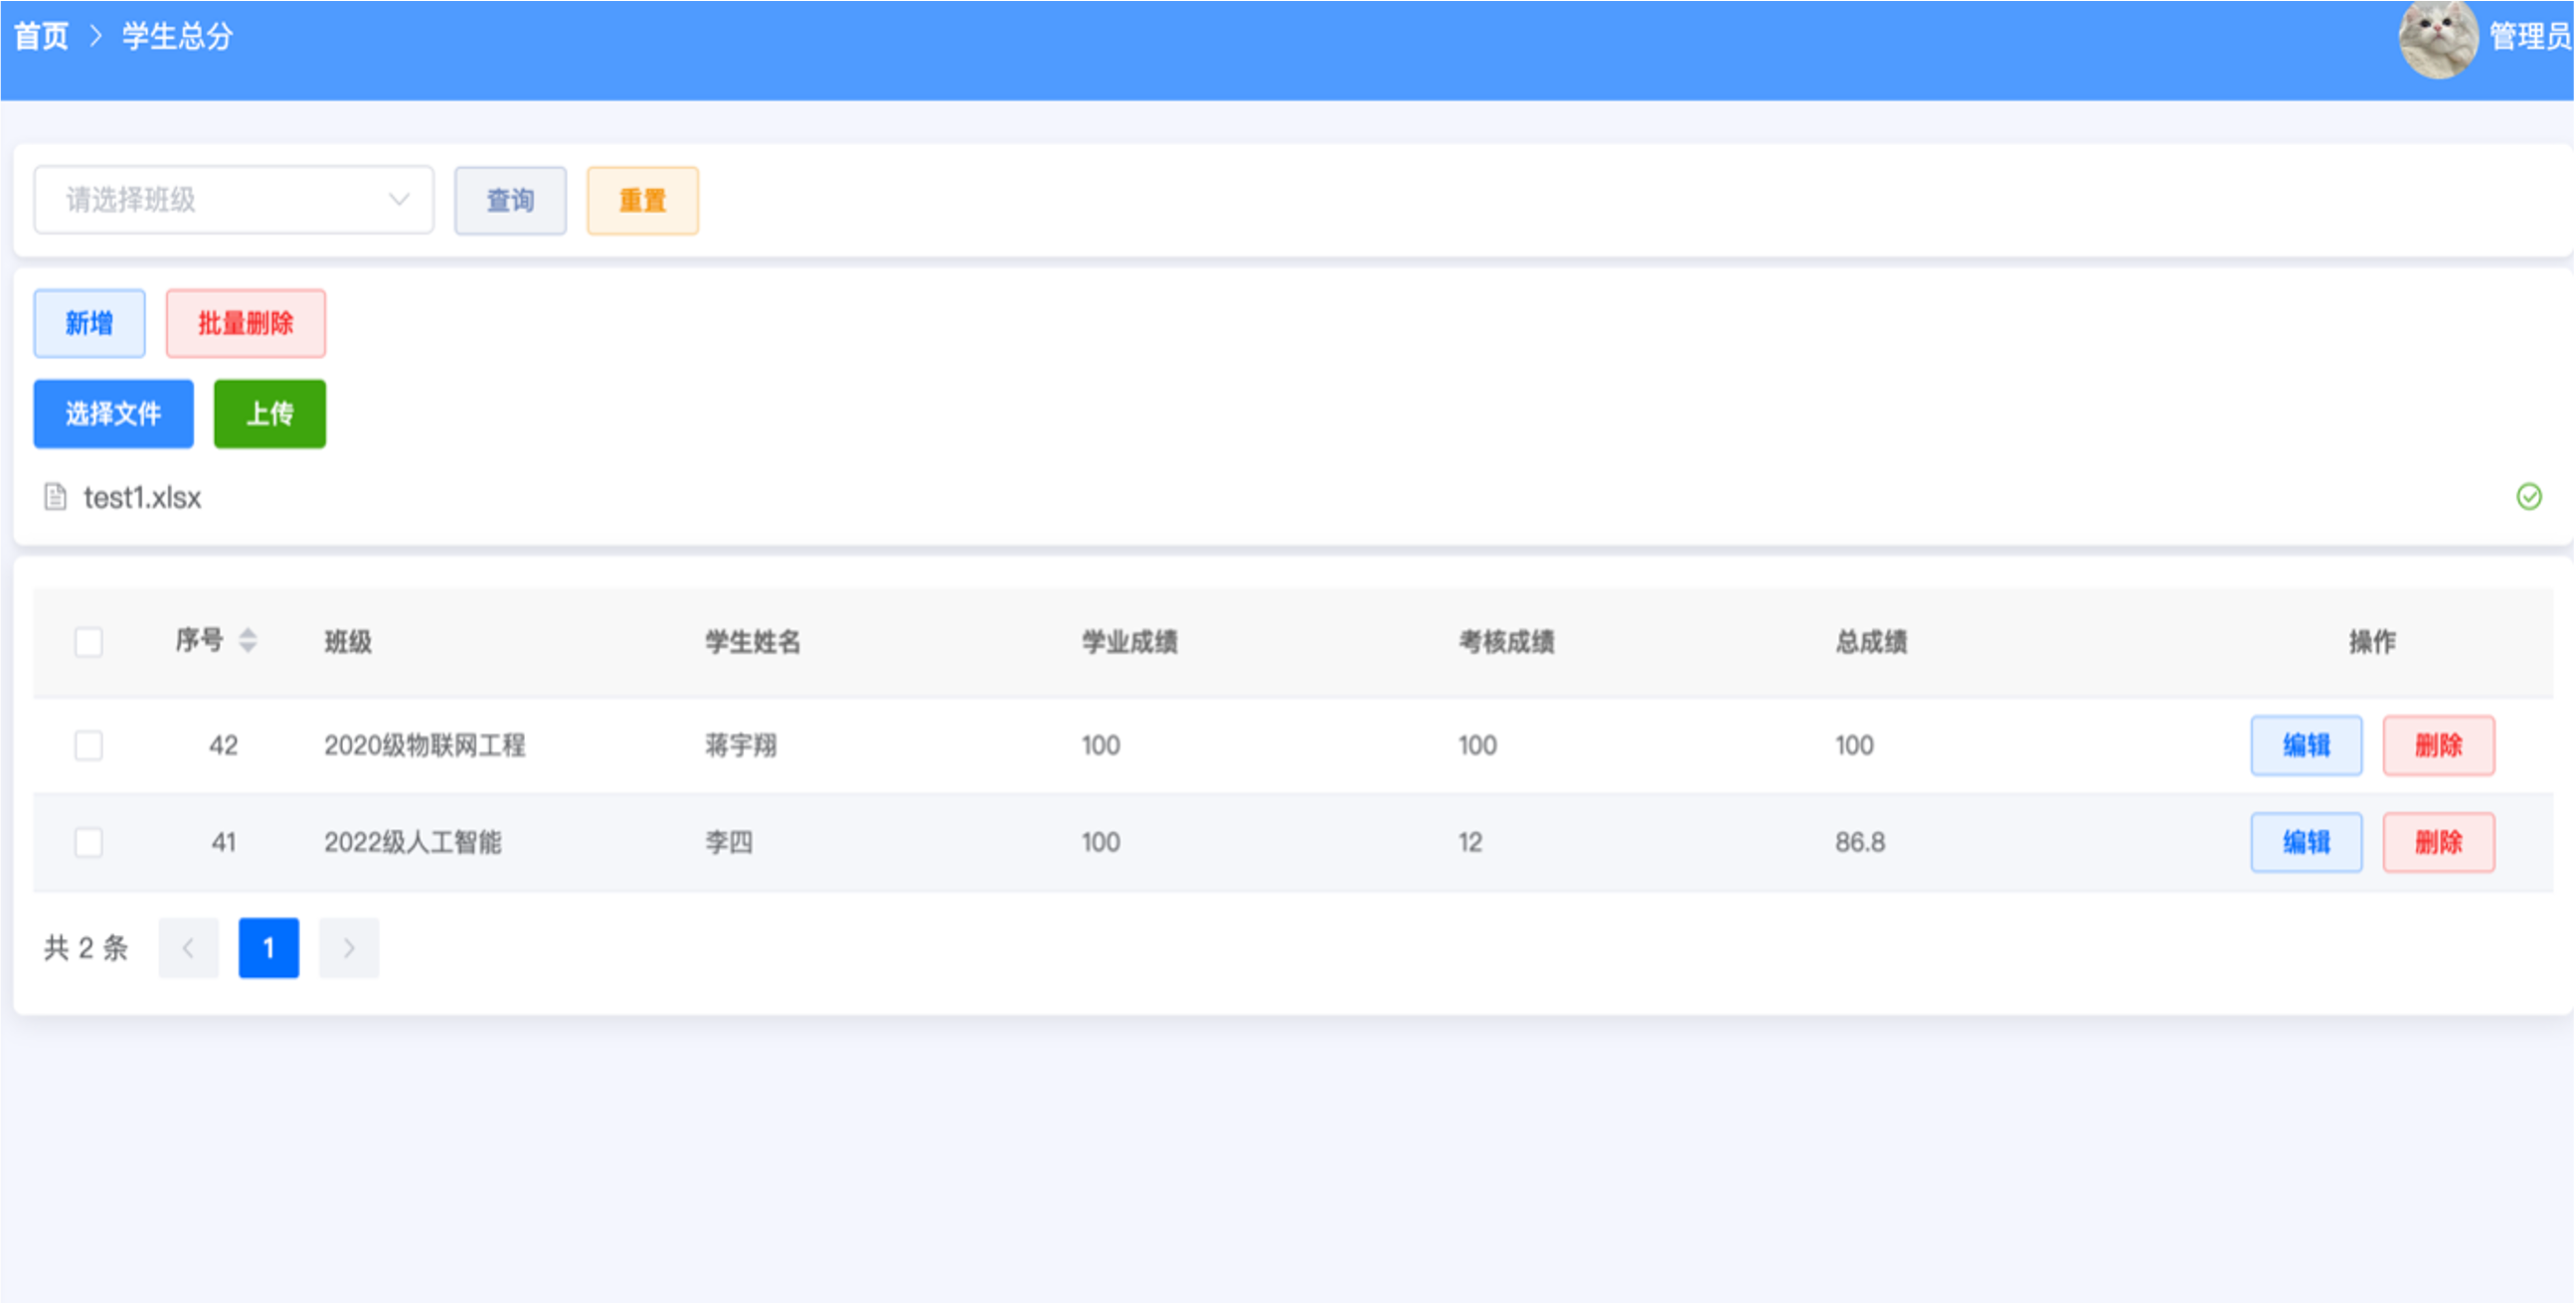 首页 > 学生总分 管理员
请选择班级 查询 重置
新增 批量删除
选择文件 上传
test1.xlsx
序号 班级 学生姓名 学业成绩 考核成绩 总成绩 操作
42 2020级物联网工程 蒋宇翔 100 100 100 编辑 删除
41 2022级人工智能 李四 100 12 86.8 编辑 删除
共 2 条 < 1 >